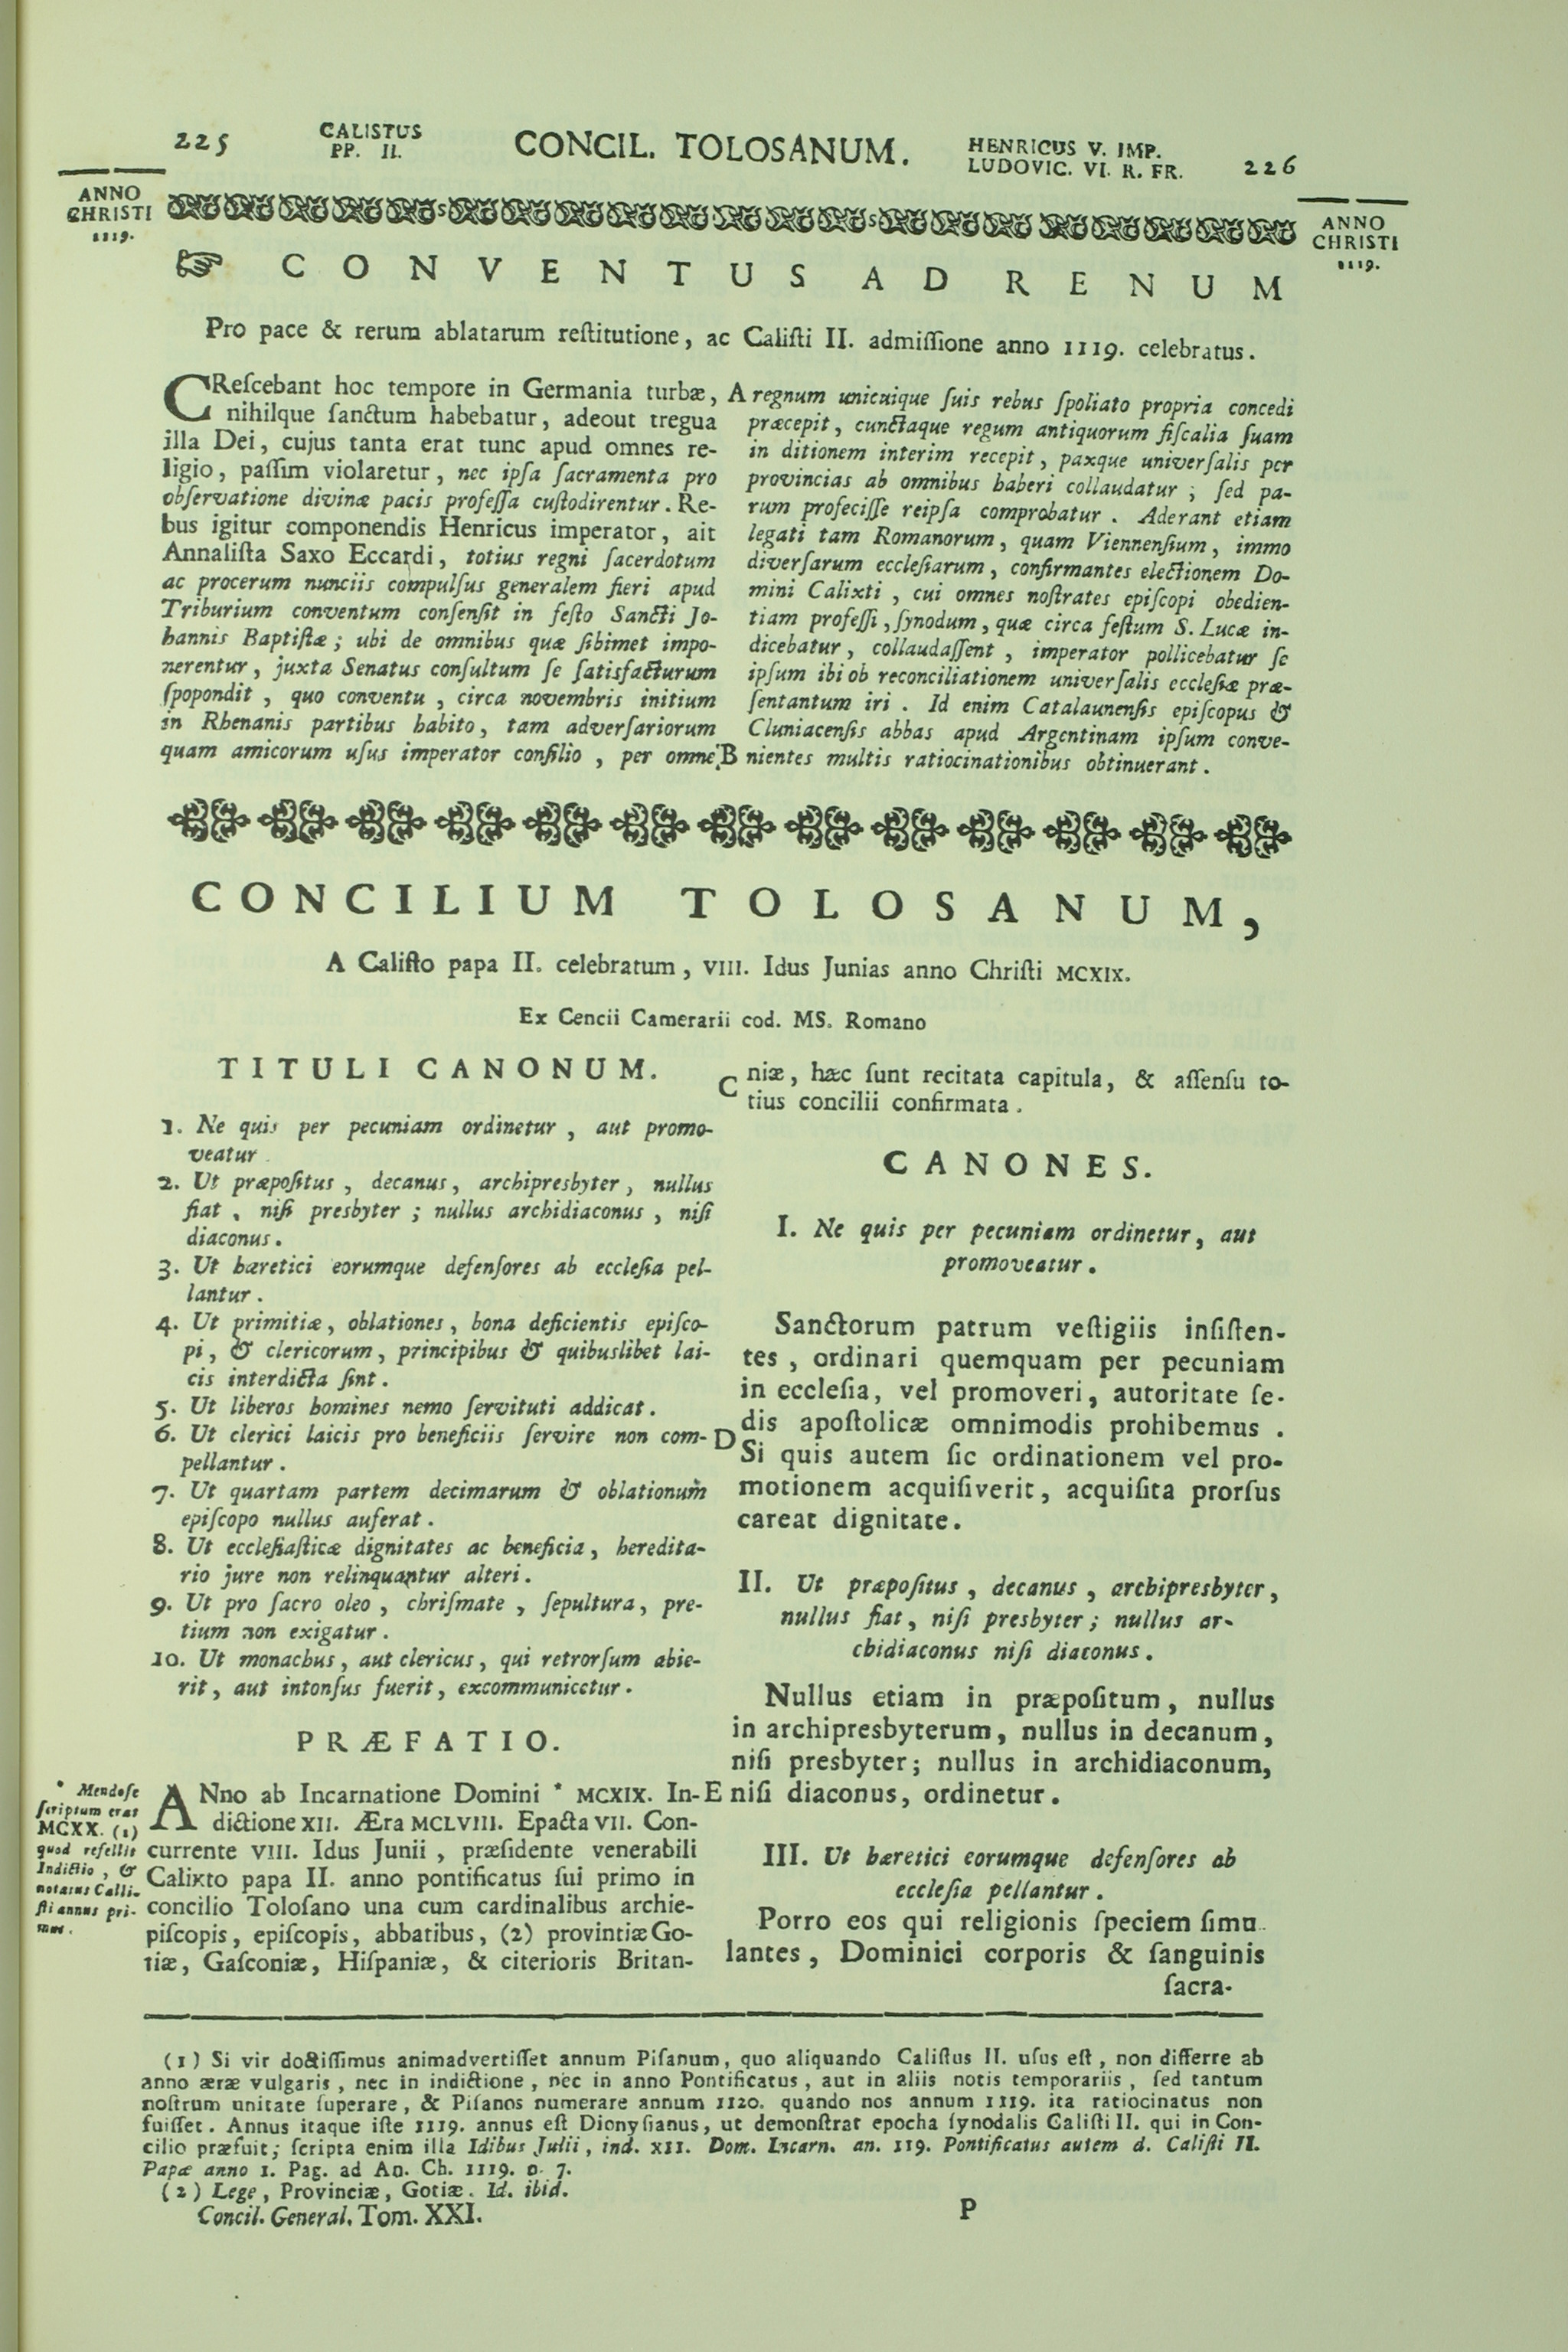 225
CALISTUS
PP. II.
CONCIL. TOLOSANUM.
HENRICUS V. IMP.
LUDOVIC. VI. R. FR.
226
ANNO
CHRISTI
1119.
ANNO
CHRISTI
1119.
☞ CONVENTUS AD RENUM
Pro pace & rerum ablatarum reſtitutione, ac Caliſti II. admiſſione anno 1119. celebratus.
CReſcebant hoc tempore in Germania turbæ,
nihilque ſanctum habebatur, adeout tregua
illa Dei, cujus tanta erat tunc apud omnes re-
ligio, paſſim violaretur, nec ipſa ſacramenta pro
obſervatione divinæ pacis profeſſa cuſtodirentur. Re-
bus igitur componendis Henricus imperator, ait
Annaliſta Saxo Eccardi, totius regni ſacerdotum
ac procerum nunciis compulſus generalem fieri apud
Triburium conventum conſenſit in feſto Sancti Jo-
hannis Baptiſtæ; ubi de omnibus quæ ſibimet impo-
nerentur, juxta Senatus conſultum ſe ſatisfacturum
ſpopondit, quo conventu, circa novembris initium
in Rhenanis partibus habito, tam adverſariorum
quam amicorum uſus imperator conſilio, per omne
A regnum unicuique ſuis rebus ſpoliato propria concedi
præcepit, cunctaque regum antiquorum fiſcalia ſuam
in ditionem interim recepit, paxque univerſalis per
provincias ab omnibus haberi collaudatur; ſed pa-
rum profeciſſe reipſa comprobatur. Aderant etiam
legati tam Romanorum, quam Viennenſium, immo
diverſarum eccleſiarum, confirmantes electionem Do-
mini Calixti, cui omnes noſtrates epiſcopi obedien-
tiam profeſſi, ſynodum, quæ circa feſtum S. Lucæ in-
dicebatur, collaudaſſent, imperator pollicebatur ſe
ipſum ibi ob reconciliationem univerſalis eccleſiæ præ-
ſentantum iri. Id enim Catalaunenſis epiſcopus &
Cluniacenſis abbas apud Argentinam ipſum conve-
B nientes multis ratiocinationibus obtinuerant.
CONCILIUM TOLOSANUM,
A Caliſto papa II. celebratum, VIII. Idus Junias anno Chriſti MCXIX.
Ex Cencii Camerarii cod. MS. Romano
TITULI CANONUM.
1. Ne quis per pecuniam ordinetur, aut promo-
veatur
2. Ut præpoſitus, decanus, archipresbyter, nullus
fiat, niſi presbyter; nullus archidiaconus, niſi
diaconus.
3. Ut hæretici eorumque defenſores ab eccleſia pel-
lantur.
4. Ut primitiæ, oblationes, bona deficientis epiſco-
pi, & clericorum, principibus & quibuslibet lai-
cis interdicta ſint.
5. Ut liberos homines nemo ſervituti addicat.
6. Ut clerici laicis pro beneficiis ſervire non com-
pellantur.
7. Ut quartam partem decimarum & oblationum
epiſcopo nullus auferat.
8. Ut eccleſiaſticæ dignitates ac beneficia, heredita-
rio jure non relinquantur alteri.
9. Ut pro ſacro oleo, chriſmate, ſepultura, pre-
tium non exigatur.
10. Ut monachus, aut clericus, qui retrorſum abie-
rit, aut intonſus fuerit, excommunicetur.
PRÆFATIO.
ANno ab Incarnatione Domini * MCXIX. In-
dictione XII. Æra MCLVIII. Epacta VII. Con-
currente VIII. Idus Junii, præſidente venerabili
Calixto papa II. anno pontificatus ſui primo in
concilio Toloſano una cum cardinalibus archie-
piſcopis, epiſcopis, abbatibus, (2) provintiæ Go-
tiæ, Gaſconiæ, Hiſpaniæ, & citerioris Britan-
* Mendoſe
ſcriptum erat
MCXX. (1)
quod refellit
Indictio, &
notatus Calli-
ſti annus pri-
mus.
C niæ, hæc ſunt recitata capitula, & aſſenſu to-
tius concilii confirmata.
CANONES.
I. Ne quis per pecuniam ordinetur, aut
promoveatur.
Sanctorum patrum veſtigiis inſiſten-
tes, ordinari quemquam per pecuniam
in eccleſia, vel promoveri, autoritate ſe-
dis apoſtolicæ omnimodis prohibemus.
D Si quis autem ſic ordinationem vel pro-
motionem acquiſiverit, acquiſita prorſus
careat dignitate.
II. Ut præpoſitus, decanus, archipresbyter,
nullus fiat, niſi presbyter; nullus ar-
chidiaconus niſi diaconus.
Nullus etiam in præpoſitum, nullus
in archipresbyterum, nullus in decanum,
niſi presbyter; nullus in archidiaconum,
E niſi diaconus, ordinetur.
III. Ut hæretici eorumque defenſores ab
eccleſia pellantur.
Porro eos qui religionis ſpeciem ſimu-
lantes, Dominici corporis & ſanguinis
ſacra-
(1) Si vir doctiſſimus animadvertiſſet annum Piſanum, quo aliquando Caliſtus II. uſus eſt, non differre ab
anno æræ vulgaris, nec in indictione, nec in anno Pontificatus, aut in aliis notis temporariis, ſed tantum
noſtrum unitate ſuperare, & Piſanos numerare annum 1120. quando nos annum 1119. ita ratiocinatus non
fuiſſet. Annus itaque iſte 1119. annus eſt Dionyſianus, ut demonſtrat epocha ſynodalis Caliſti II. qui in Con-
cilio præfuit; ſcripta enim illa Idibus Julii, ind. XII. Dom. Incarn. an. 119. Pontificatus autem d. Caliſti II.
Papæ anno 1. Pag. ad An. Ch. 1119. n. 7.
(2) Lege, Provinciæ, Gotiæ. Id. ibid.
Concil. General. Tom. XXI.
P